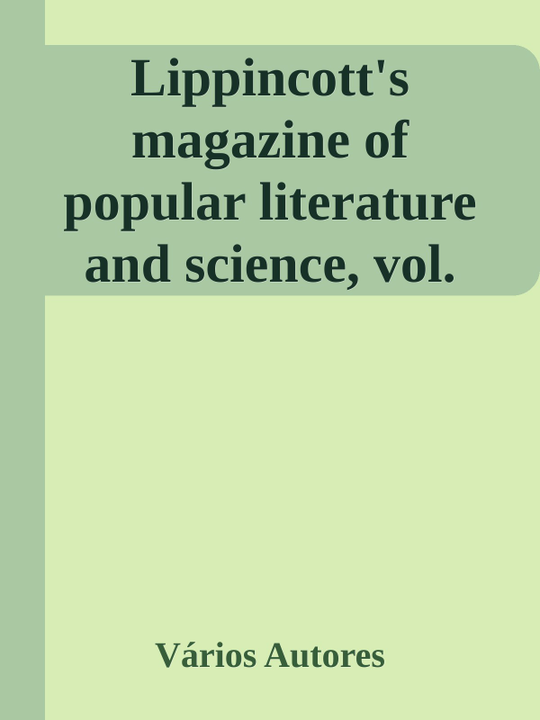 Lippincott's
magazine of
popular literature
and science, vol.
Vários Autores